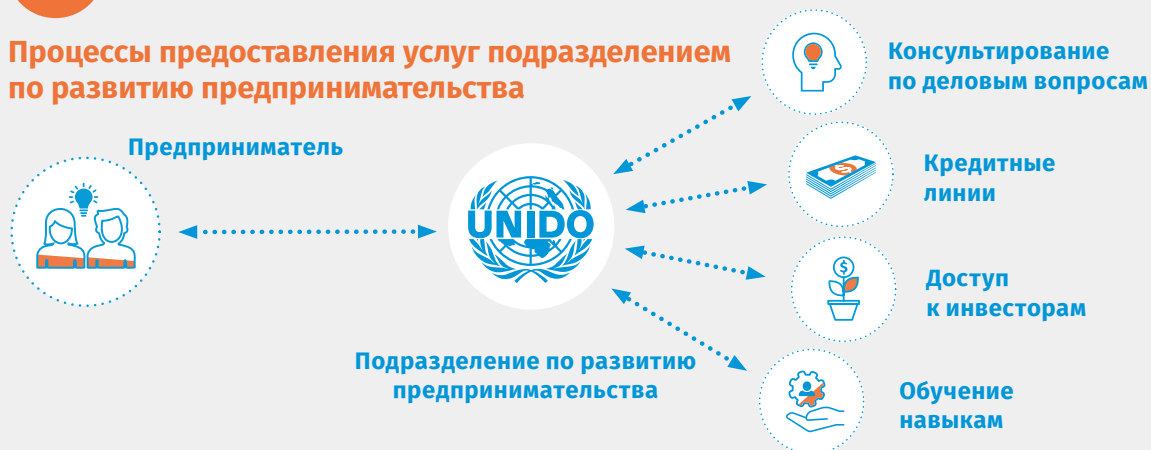 Процессы предоставления услуг подразделением
по развитию предпринимательства
Предприниматель
UNIDO
Подразделение по развитию
предпринимательства
Консультирование
по деловым вопросам
Кредитные
линии
Доступ
к инвесторам
Обучение
навыкам